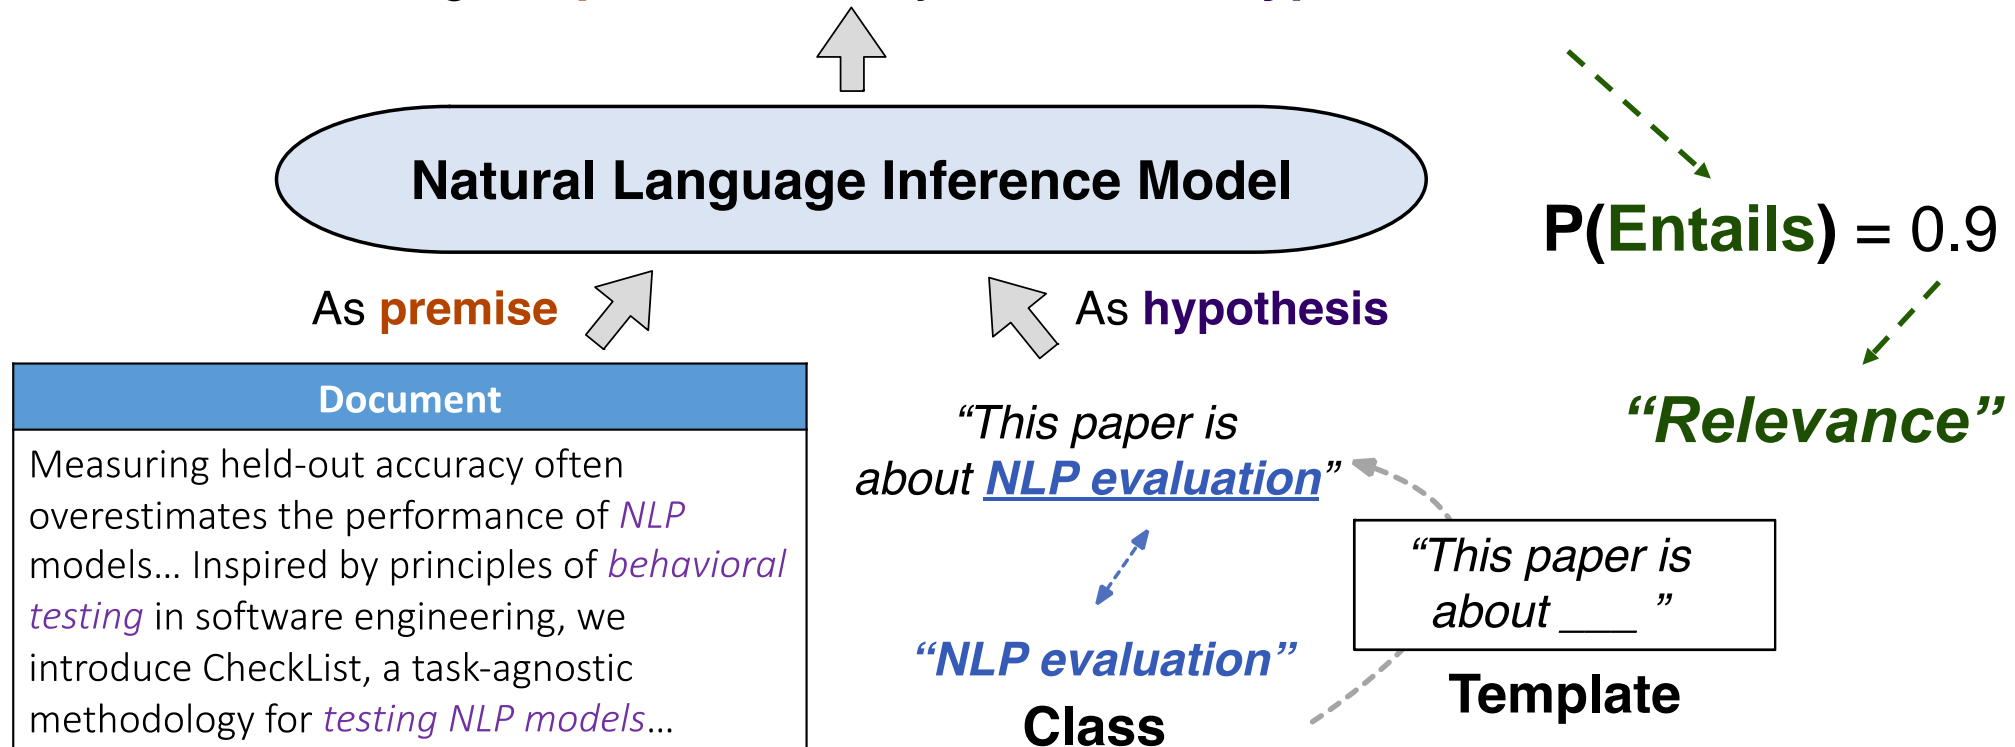 Natural Language Inference Model
P(Entails) = 0.9
As premise
As hypothesis
“Relevance”
Document
Measuring held-out accuracy often
overestimates the performance of NLP
models... Inspired by principles of behavioral
testing in software engineering, we
introduce CheckList, a task-agnostic
methodology for testing NLP models...
“This paper is
about NLP evaluation”
“NLP evaluation”
Class
“This paper is
about ___ ”
Template